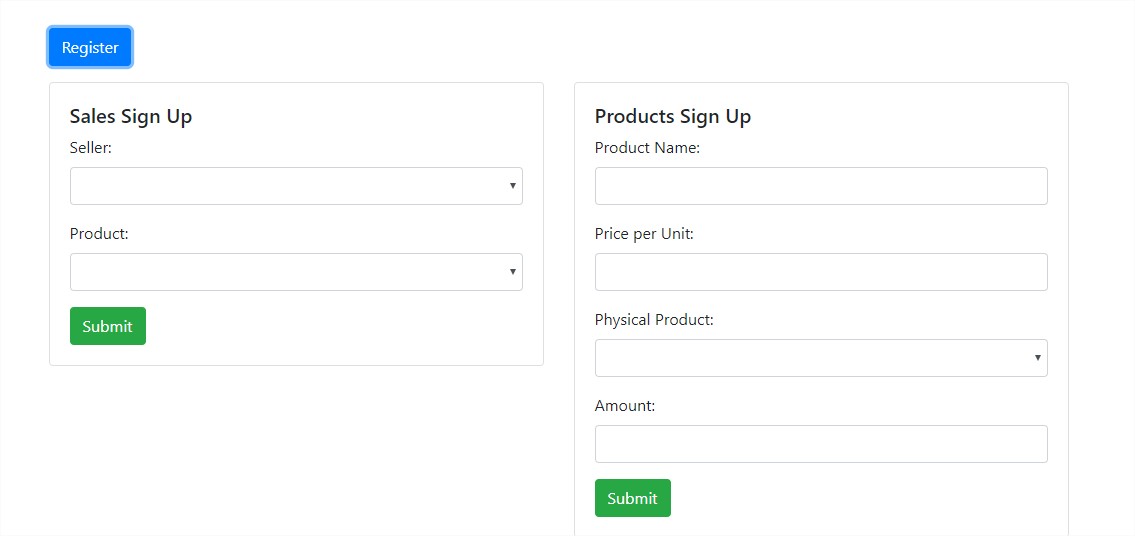 Register
Sales Sign Up
Seller:
Product:
Submit
Products Sign Up
Product Name:
Price per Unit:
Physical Product:
Amount:
Submit